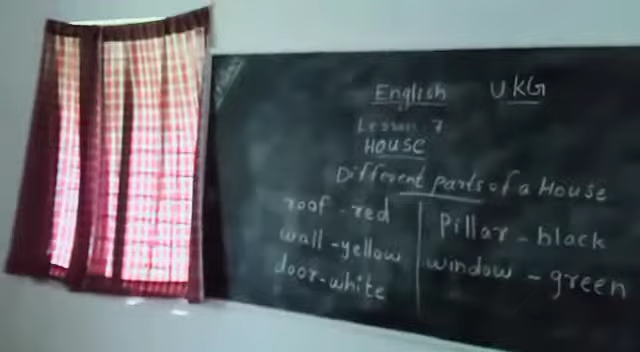 English UKG
Lesson 7
HOUSE
Different parts of a House
roof - red
wall - yellow
door - white
Pillar - black
window - green